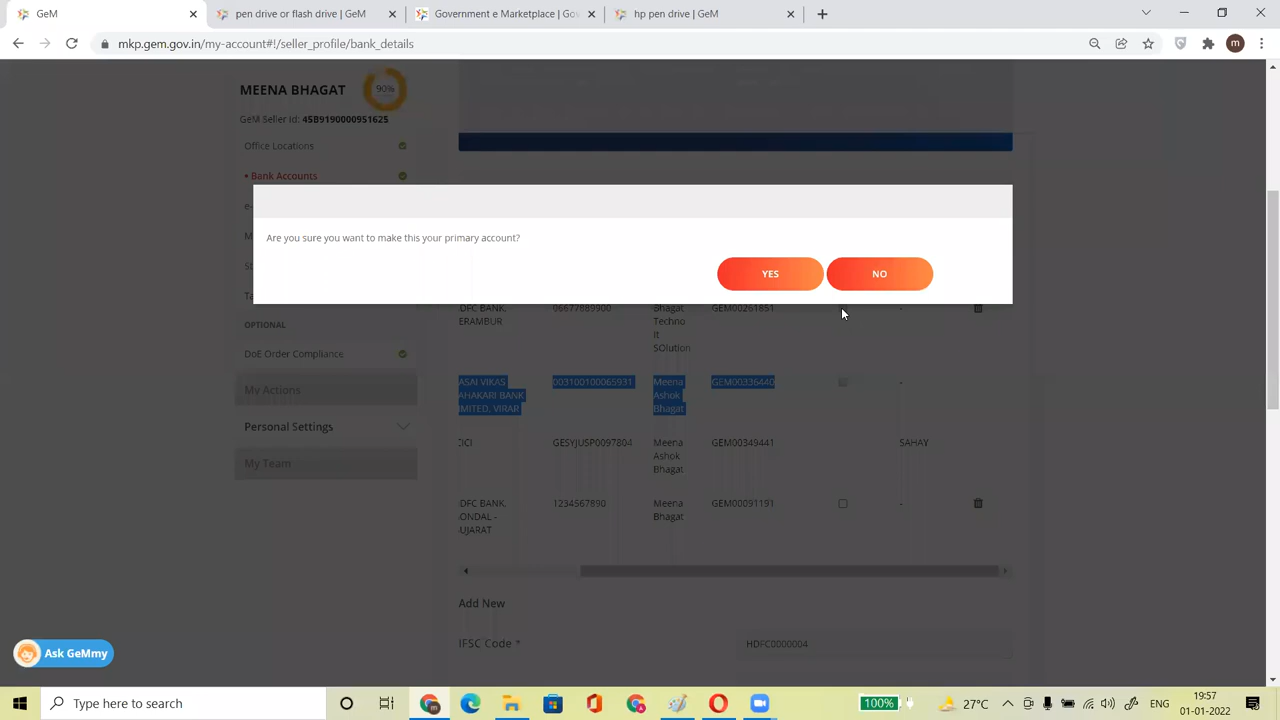 GeM
pen drive or flash drive | GeM
Government e Marketplace | Gov
hp pen drive | GeM
mkp.gem.gov.in/my-account#!/seller_profile/bank_details
m
MEENA BHAGAT
90%
GeM Seller Id: 45B9190000951625
Office Locations
Bank Accounts
e-
M
St
Ta
OPTIONAL
DoE Order Compliance
My Actions
Personal Settings
My Team
Are you sure you want to make this your primary account?
YES
NO
DFC BANK, ERAMBUR
06677889900
Bhagat Techno It SOlution
GEM00261851
-
ASAI VIKAS AHAKARI BANK IMITED, VIRAR
003100100065931
Meena Ashok Bhagat
GEM00336440
-
CICI
GESYJUSP0097804
Meena Ashok Bhagat
GEM00349441
SAHAY
DFC BANK, ONDAL - UJARAT
1234567890
Meena Bhagat
GEM00091191
-
Add New
IFSC Code *
HDFC0000004
Ask GeMmy
Type here to search
100%
27°C
ENG
19:57
01-01-2022